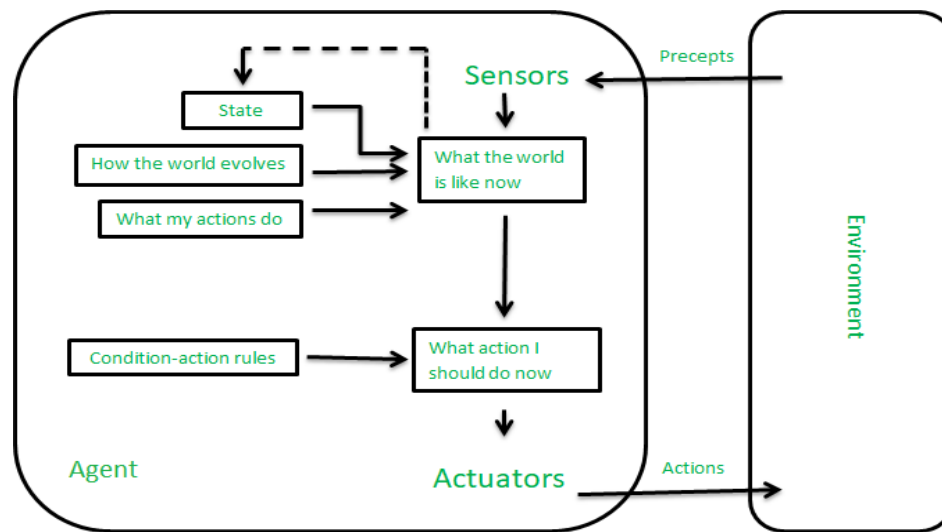 Precepts
Sensors
State
How the world evolves
What the world
is like now
What my actions do
Environment
Condition-action rules
What action I
should do now
Agent
Actuators
Actions